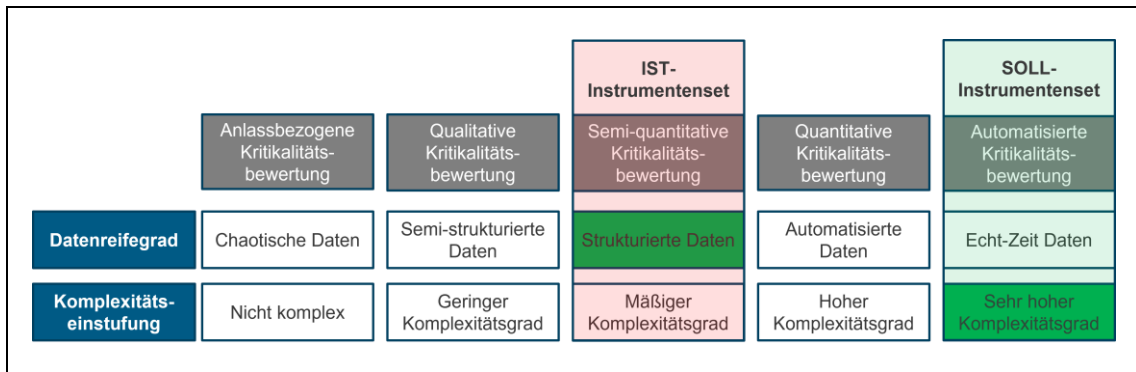 IST-
Instrumentenset
SOLL-
Instrumentenset
Anlassbezogene
Kritikalitäts-
bewertung
Qualitative
Kritikalitäts-
bewertung
Semi-quantitative
Kritikalitäts-
bewertung
Quantitative
Kritikalitäts-
bewertung
Automatisierte
Kritikalitäts-
bewertung
Datenreifegrad
Chaotische Daten
Semi-strukturierte
Daten
Strukturierte Daten
Automatisierte
Daten
Echt-Zeit Daten
Komplexitäts-
einstufung
Nicht komplex
Geringer
Komplexitätsgrad
Mäßiger
Komplexitätsgrad
Hoher
Komplexitätsgrad
Sehr hoher
Komplexitätsgrad